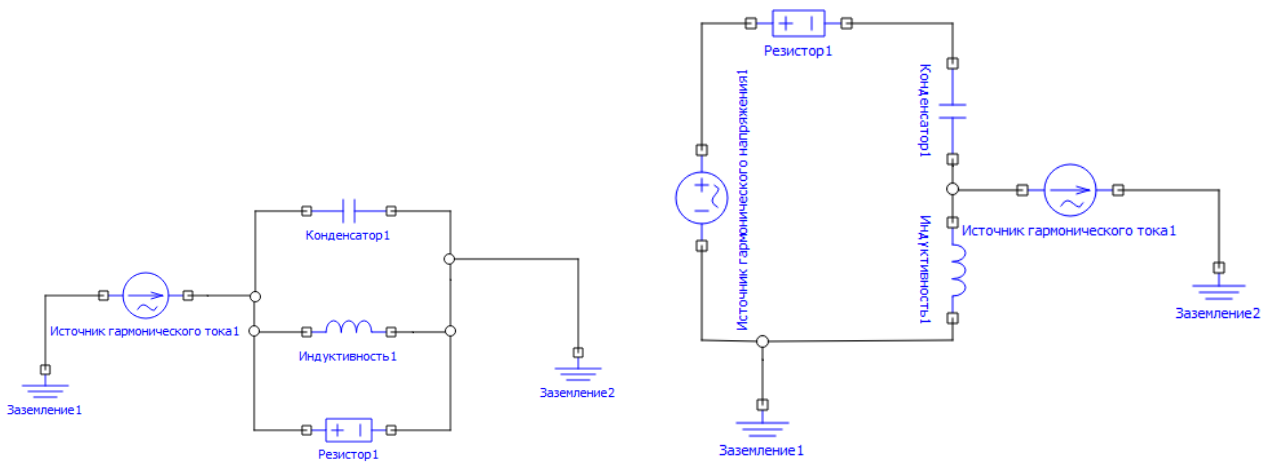 Конденсатор1
Источник гармонического тока1
Индуктивность1
Заземление1
Заземление2
Резистор1
Резистор1
Конденсатор1
Источник гармонического напряжения1
Индуктивность1
Источник гармонического тока1
Заземление2
Заземление1